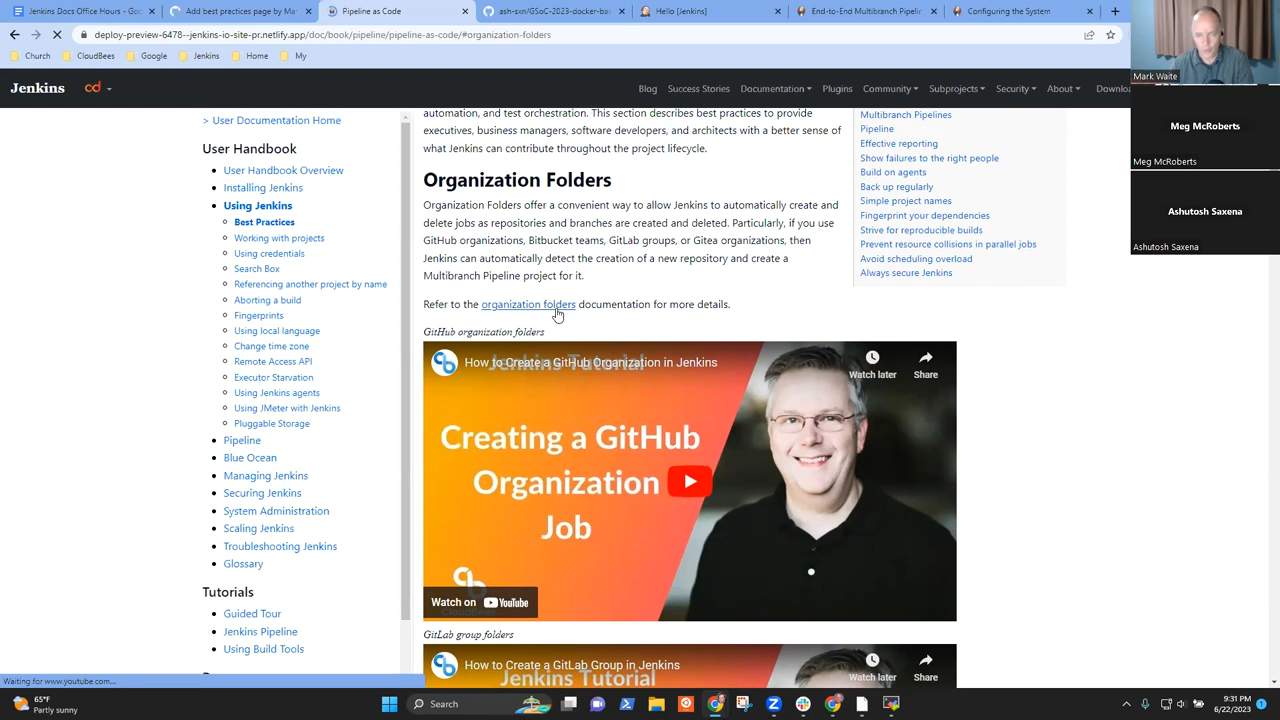 Jenkins Docs Office Hours - Goo
Add best practices page by Mar
Pipeline as Code
ash-sxn/GSoC-2023-docker-ba
Hello [Jenkins]
End-to-End Multibranch Pipelin
Configuring the System
deploy-preview-6478--jenkins-io-site-pr.netlify.app/doc/book/pipeline/pipeline-as-code/#organization-folders
Church
CloudBees
Google
Jenkins
Home
My
Jenkins
cd
Blog
Success Stories
Documentation
Plugins
Community
Subprojects
Security
About
Downlo
> User Documentation Home
User Handbook
User Handbook Overview
Installing Jenkins
Using Jenkins
Best Practices
Working with projects
Using credentials
Search Box
Referencing another project by name
Aborting a build
Fingerprints
Using local language
Change time zone
Remote Access API
Executor Starvation
Using Jenkins agents
Using JMeter with Jenkins
Pluggable Storage
Pipeline
Blue Ocean
Managing Jenkins
Securing Jenkins
System Administration
Scaling Jenkins
Troubleshooting Jenkins
Glossary
Tutorials
Guided Tour
Jenkins Pipeline
Using Build Tools
automation, and test orchestration. This section describes best practices to provide
executives, business managers, software developers, and architects with a better sense of
what Jenkins can contribute throughout the project lifecycle.
Organization Folders
Organization Folders offer a convenient way to allow Jenkins to automatically create and
delete jobs as repositories and branches are created and deleted. Particularly, if you use
GitHub organizations, Bitbucket teams, GitLab groups, or Gitea organizations, then
Jenkins can automatically detect the creation of a new repository and create a
Multibranch Pipeline project for it.
Refer to the organization folders documentation for more details.
GitHub organization folders
How to Create a GitHub Organization in Jenkins
Jenkins Tutorial
Watch later
Share
Creating a GitHub
Organization
Job
Watch on YouTube
GitLab group folders
How to Create a GitLab Group in Jenkins
Jenkins Tutorial
Watch later
Share
Multibranch Pipelines
Pipeline
Effective reporting
Show failures to the right people
Build on agents
Back up regularly
Simple project names
Fingerprint your dependencies
Strive for reproducible builds
Prevent resource collisions in parallel jobs
Avoid scheduling overload
Always secure Jenkins
Mark Waite
Meg McRoberts
Meg McRoberts
Ashutosh Saxena
Ashutosh Saxena
Waiting for www.youtube.com...
65°F
Partly sunny
Search
9:31 PM
6/22/2023